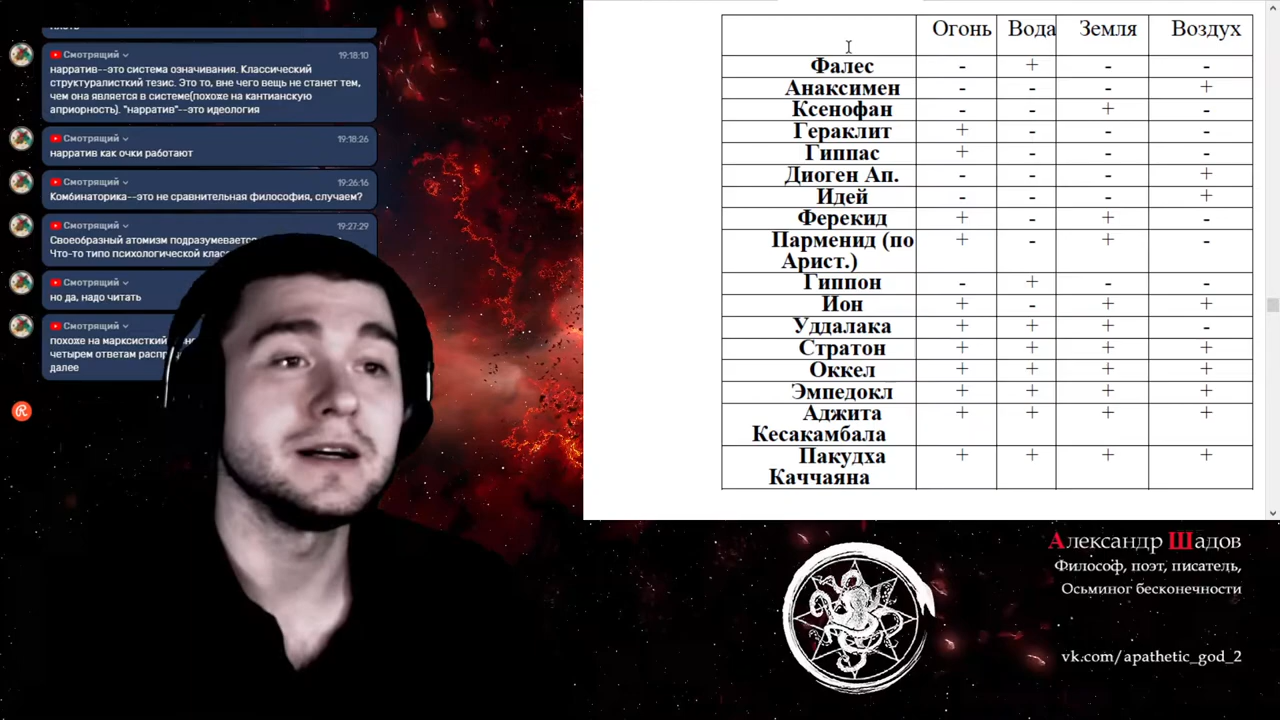 Смотрящий 19:18:10
нарратив--это система означивания. Классический
структуралисткий тезис. Это то, вне чего вещь не станет тем,
чем она является в системе(похоже на кантианскую
априорность). "нарратив"--это идеология
Смотрящий 19:18:26
нарратив как очки работают
Смотрящий 19:26:16
Комбинаторика--это не сравнительная философия, случаем?
Смотрящий 19:27:29
Своеобразный атомизм подразумевается
Что-то типо психологической
Смотрящий
но да, надо читать
Смотрящий
похоже на марксисткий
четырем ответам
далее
Огонь Вода Земля Воздух
Фалес - + - -
Анаксимен - - - +
Ксенофан - - + -
Гераклит + - - -
Гиппас + - - -
Диоген Ап. - - - +
Идей - - - +
Ферекид + - + -
Парменид (по + - + -
Арист.)
Гиппон - + - -
Ион + - + +
Уддалака + + + -
Стратон + + + +
Оккел + + + +
Эмпедокл + + + +
Аджита + + + +
Кесакамбала
Пакудха + + + +
Каччаяна
Александр Шадов
Философ, поэт, писатель,
Осьминог бесконечности
vk.com/apathetic_god_2